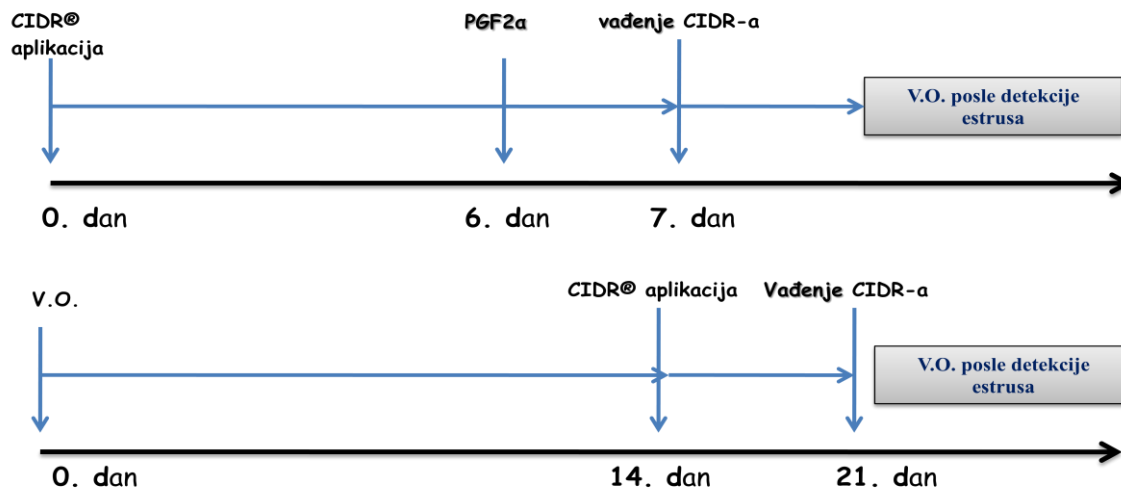 CIDR®
aplikacija
PGF2a
vađenje CIDR-a
V.O. posle detekcije
estrusa
0. dan
6. dan
7. dan
V.O.
CIDR® aplikacija
Vađenje CIDR-a
V.O. posle detekcije
estrusa
0. dan
14. dan
21. dan